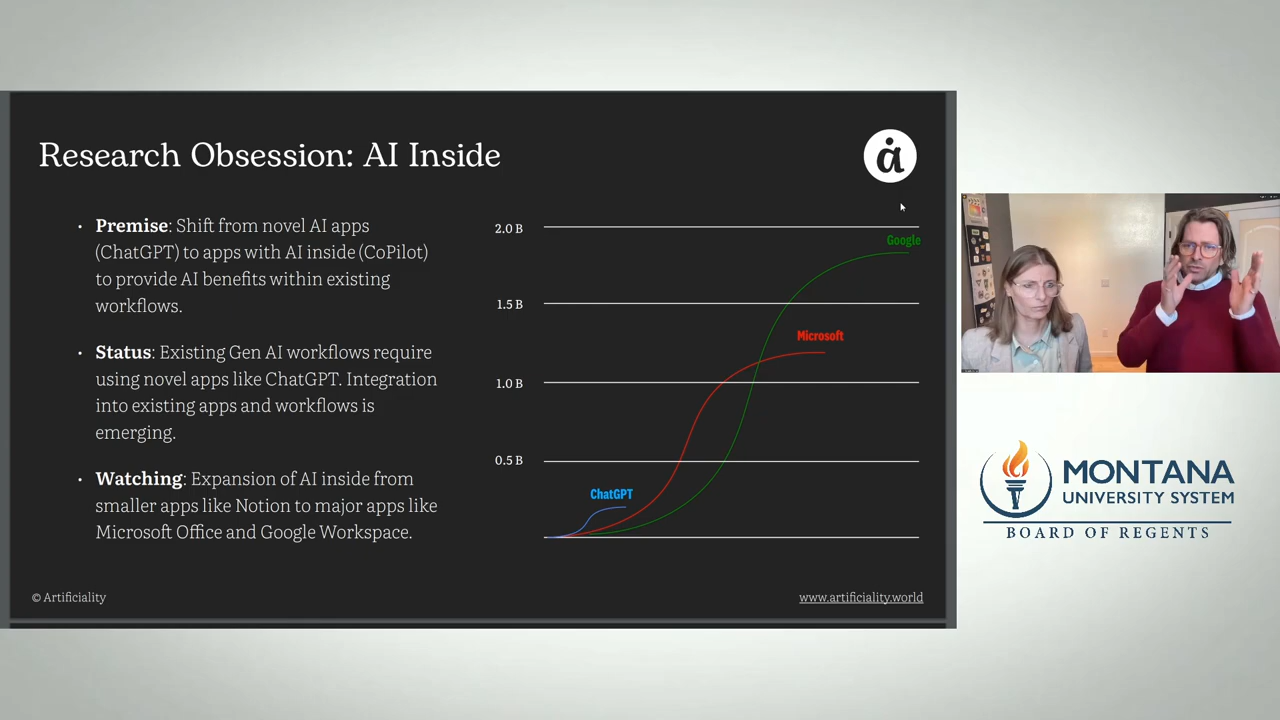 Research Obsession: AI Inside
ȧ
• Premise: Shift from novel AI apps
(ChatGPT) to apps with AI inside (CoPilot)
to provide AI benefits within existing
workflows.
• Status: Existing Gen AI workflows require
using novel apps like ChatGPT. Integration
into existing apps and workflows is
emerging.
• Watching: Expansion of AI inside from
smaller apps like Notion to major apps like
Microsoft Office and Google Workspace.
2.0 B
Google
1.5 B
Microsoft
1.0 B
0.5 B
ChatGPT
© Artificiality
www.artificiality.world
MONTANA
UNIVERSITY SYSTEM
BOARD OF REGENTS